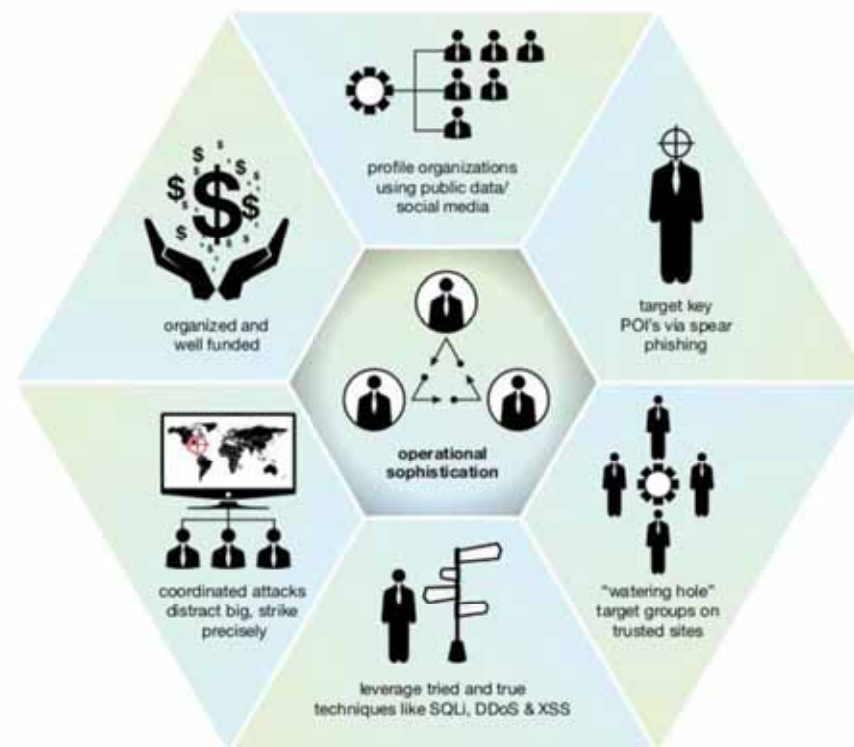 profile organizations
using public data/
social media
target key
POI's via spear
phishing
"watering hole"
target groups on
trusted sites
leverage tried and true
techniques like SQLi, DDoS & XSS
coordinated attacks
distract big, strike
precisely
organized and
well funded
operational
sophistication